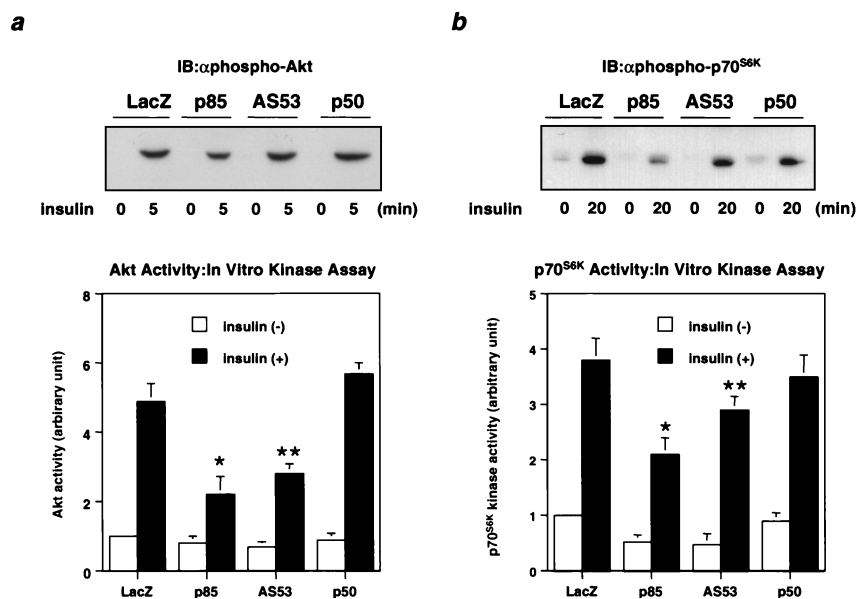 a
IB:αphospho-Akt
LacZ p85 AS53 p50
insulin 0 5 0 5 0 5 0 5 (min)
Akt Activity:In Vitro Kinase Assay
8
6
4
2
0
Akt activity (arbirary unit)
insulin (-)
insulin (+)
*
**
LacZ p85 AS53 p50
b
IB:αphospho-p70S6K
LacZ p85 AS53 p50
insulin 0 20 0 20 0 20 0 20 (min)
p70S6K Activity:In Vitro Kinase Assay
5
4
3
2
1
0
p70S6K kinase activity (arbitrary unit)
insulin (-)
insulin (+)
*
**
LacZ p85 AS53 p50